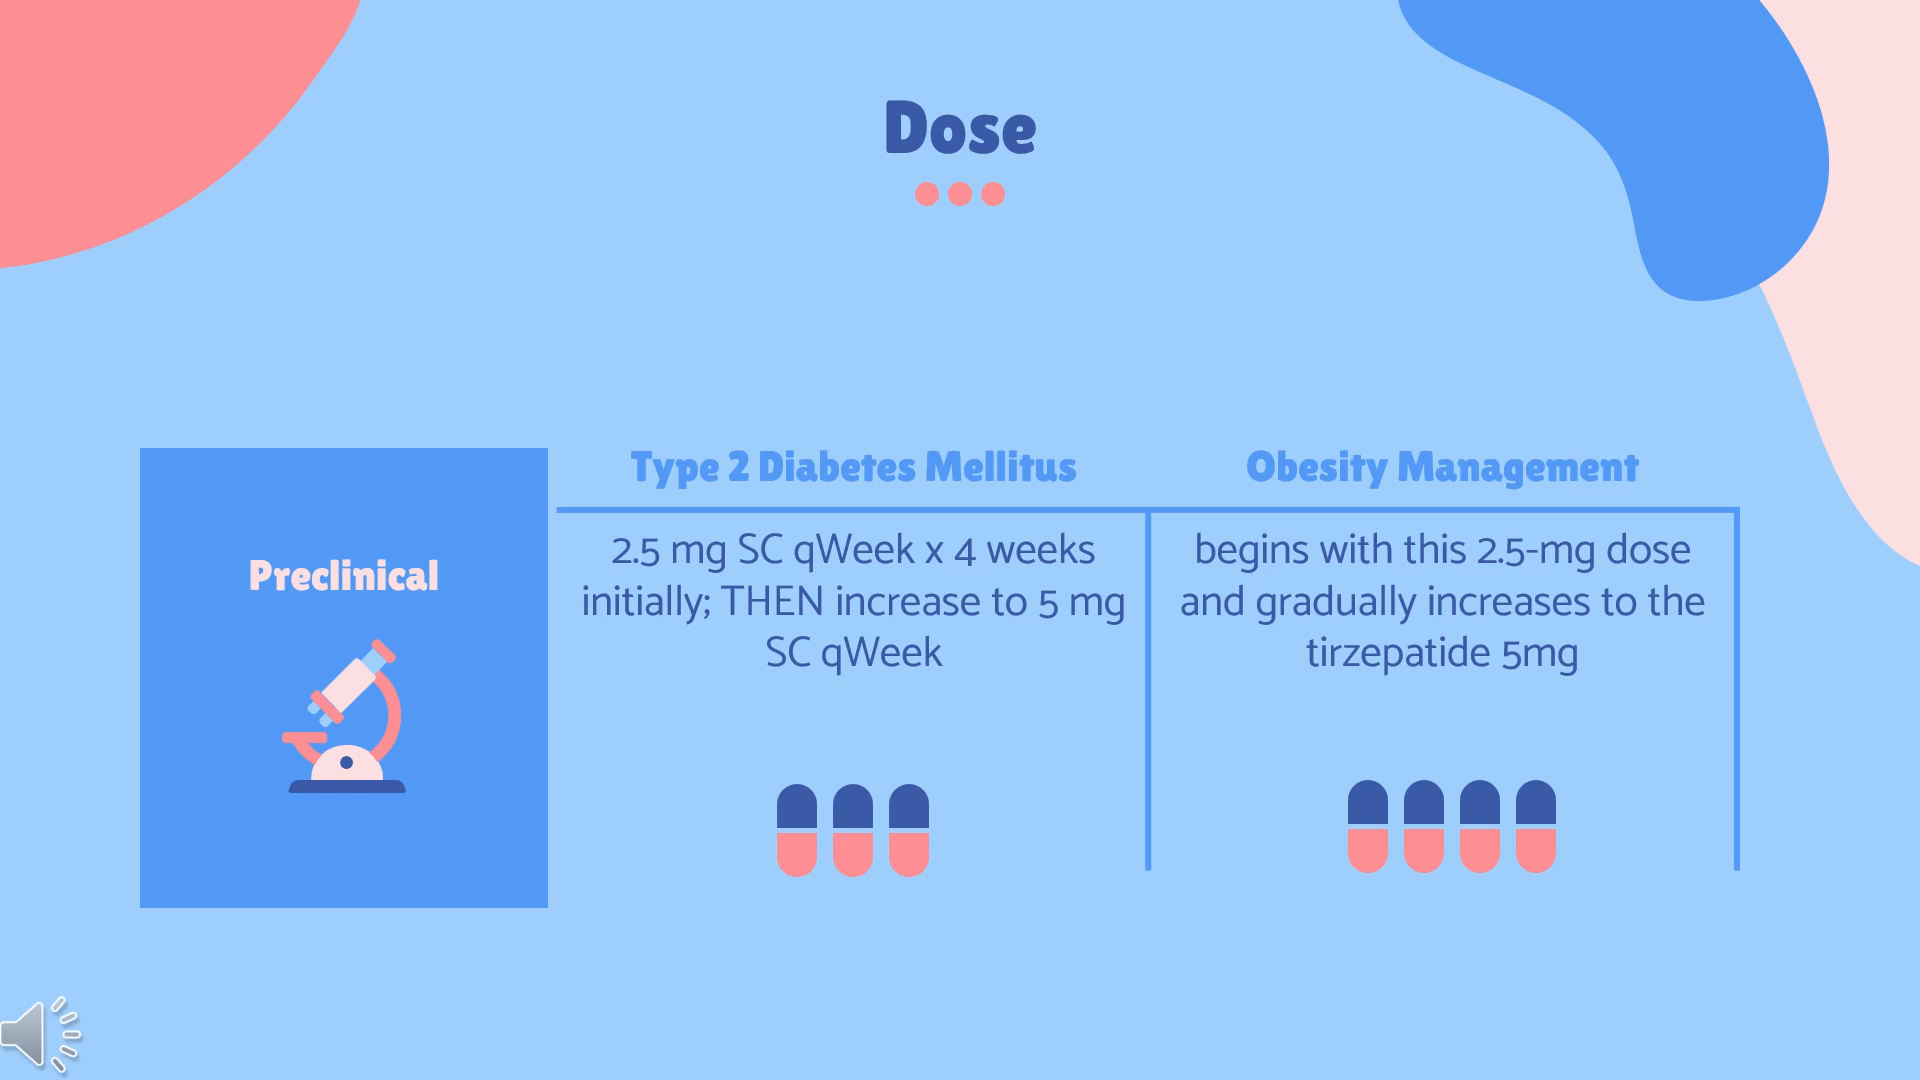 Dose
Preclinical
Type 2 Diabetes Mellitus
2.5 mg SC qWeek x 4 weeks
initially; THEN increase to 5 mg
SC qWeek
Obesity Management
begins with this 2.5-mg dose
and gradually increases to the
tirzepatide 5mg